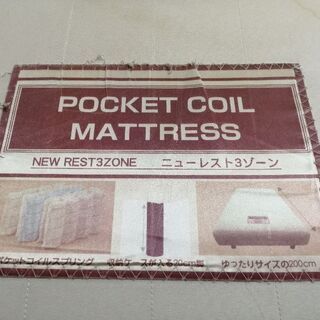 POCKET COIL
MATTRESS
NEW REST3ZONE ニューレスト3ゾーン
ポケットコイルスプリング 収納ケースが入る20cm脚 ゆったりサイズの200cm